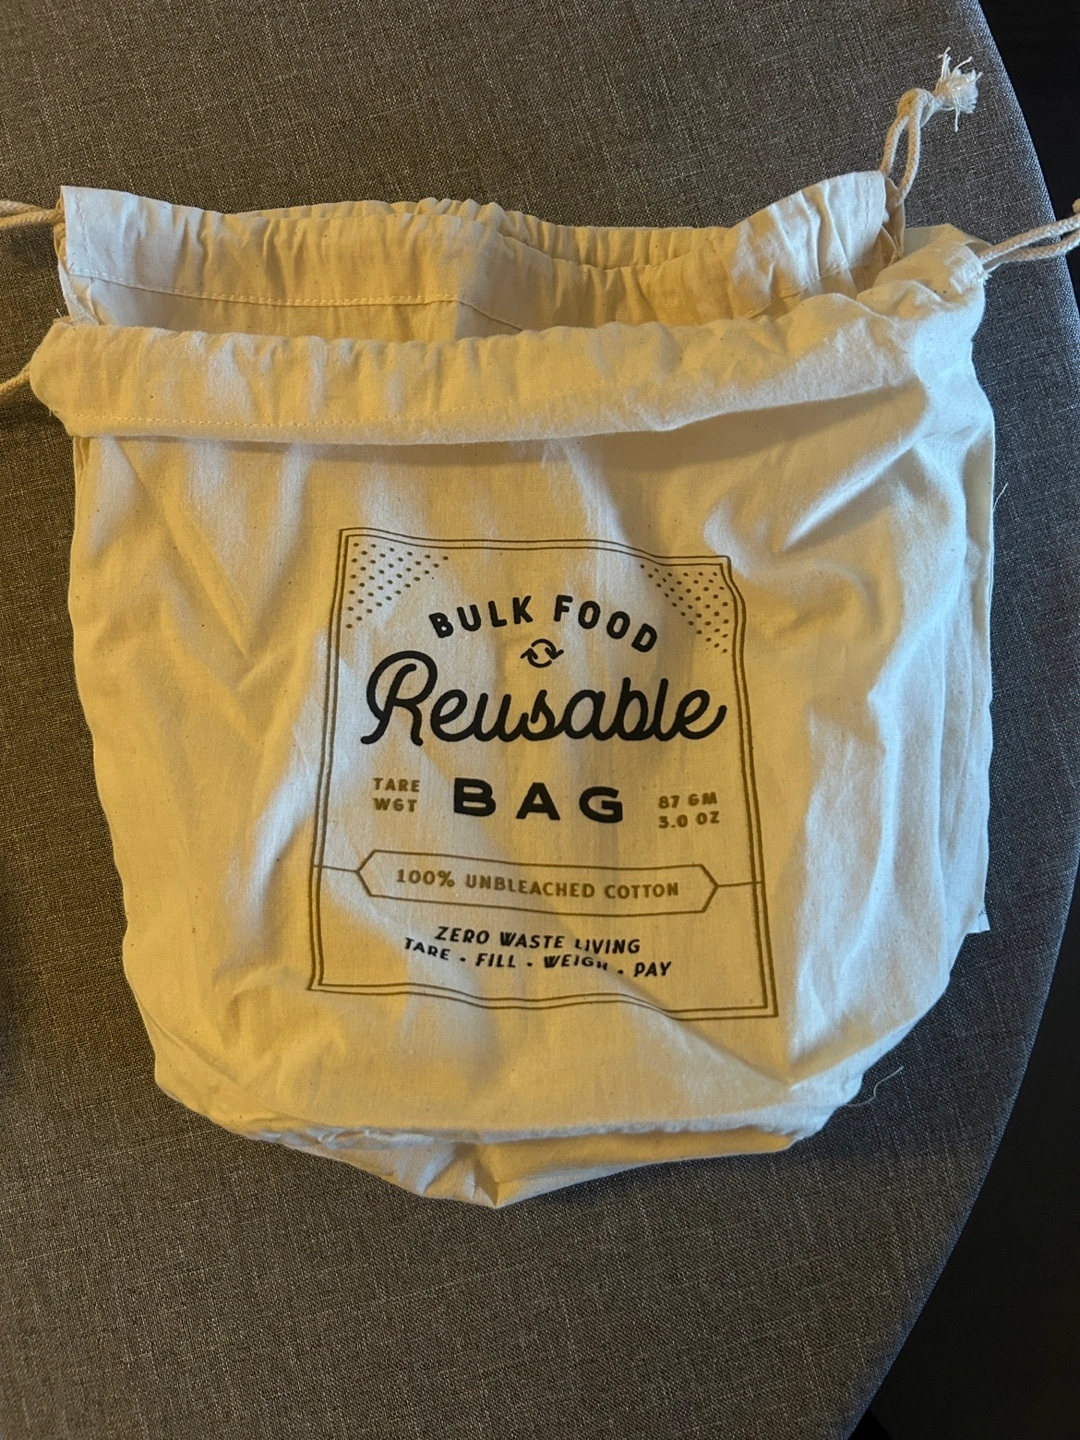 BULK FOOD
Reusable
TARE
WGT
BAG
87 GM
3.0 OZ
100% UNBLEACHED COTTON
ZERO WASTE LIVING
TARE - FILL - WEIGH - PAY